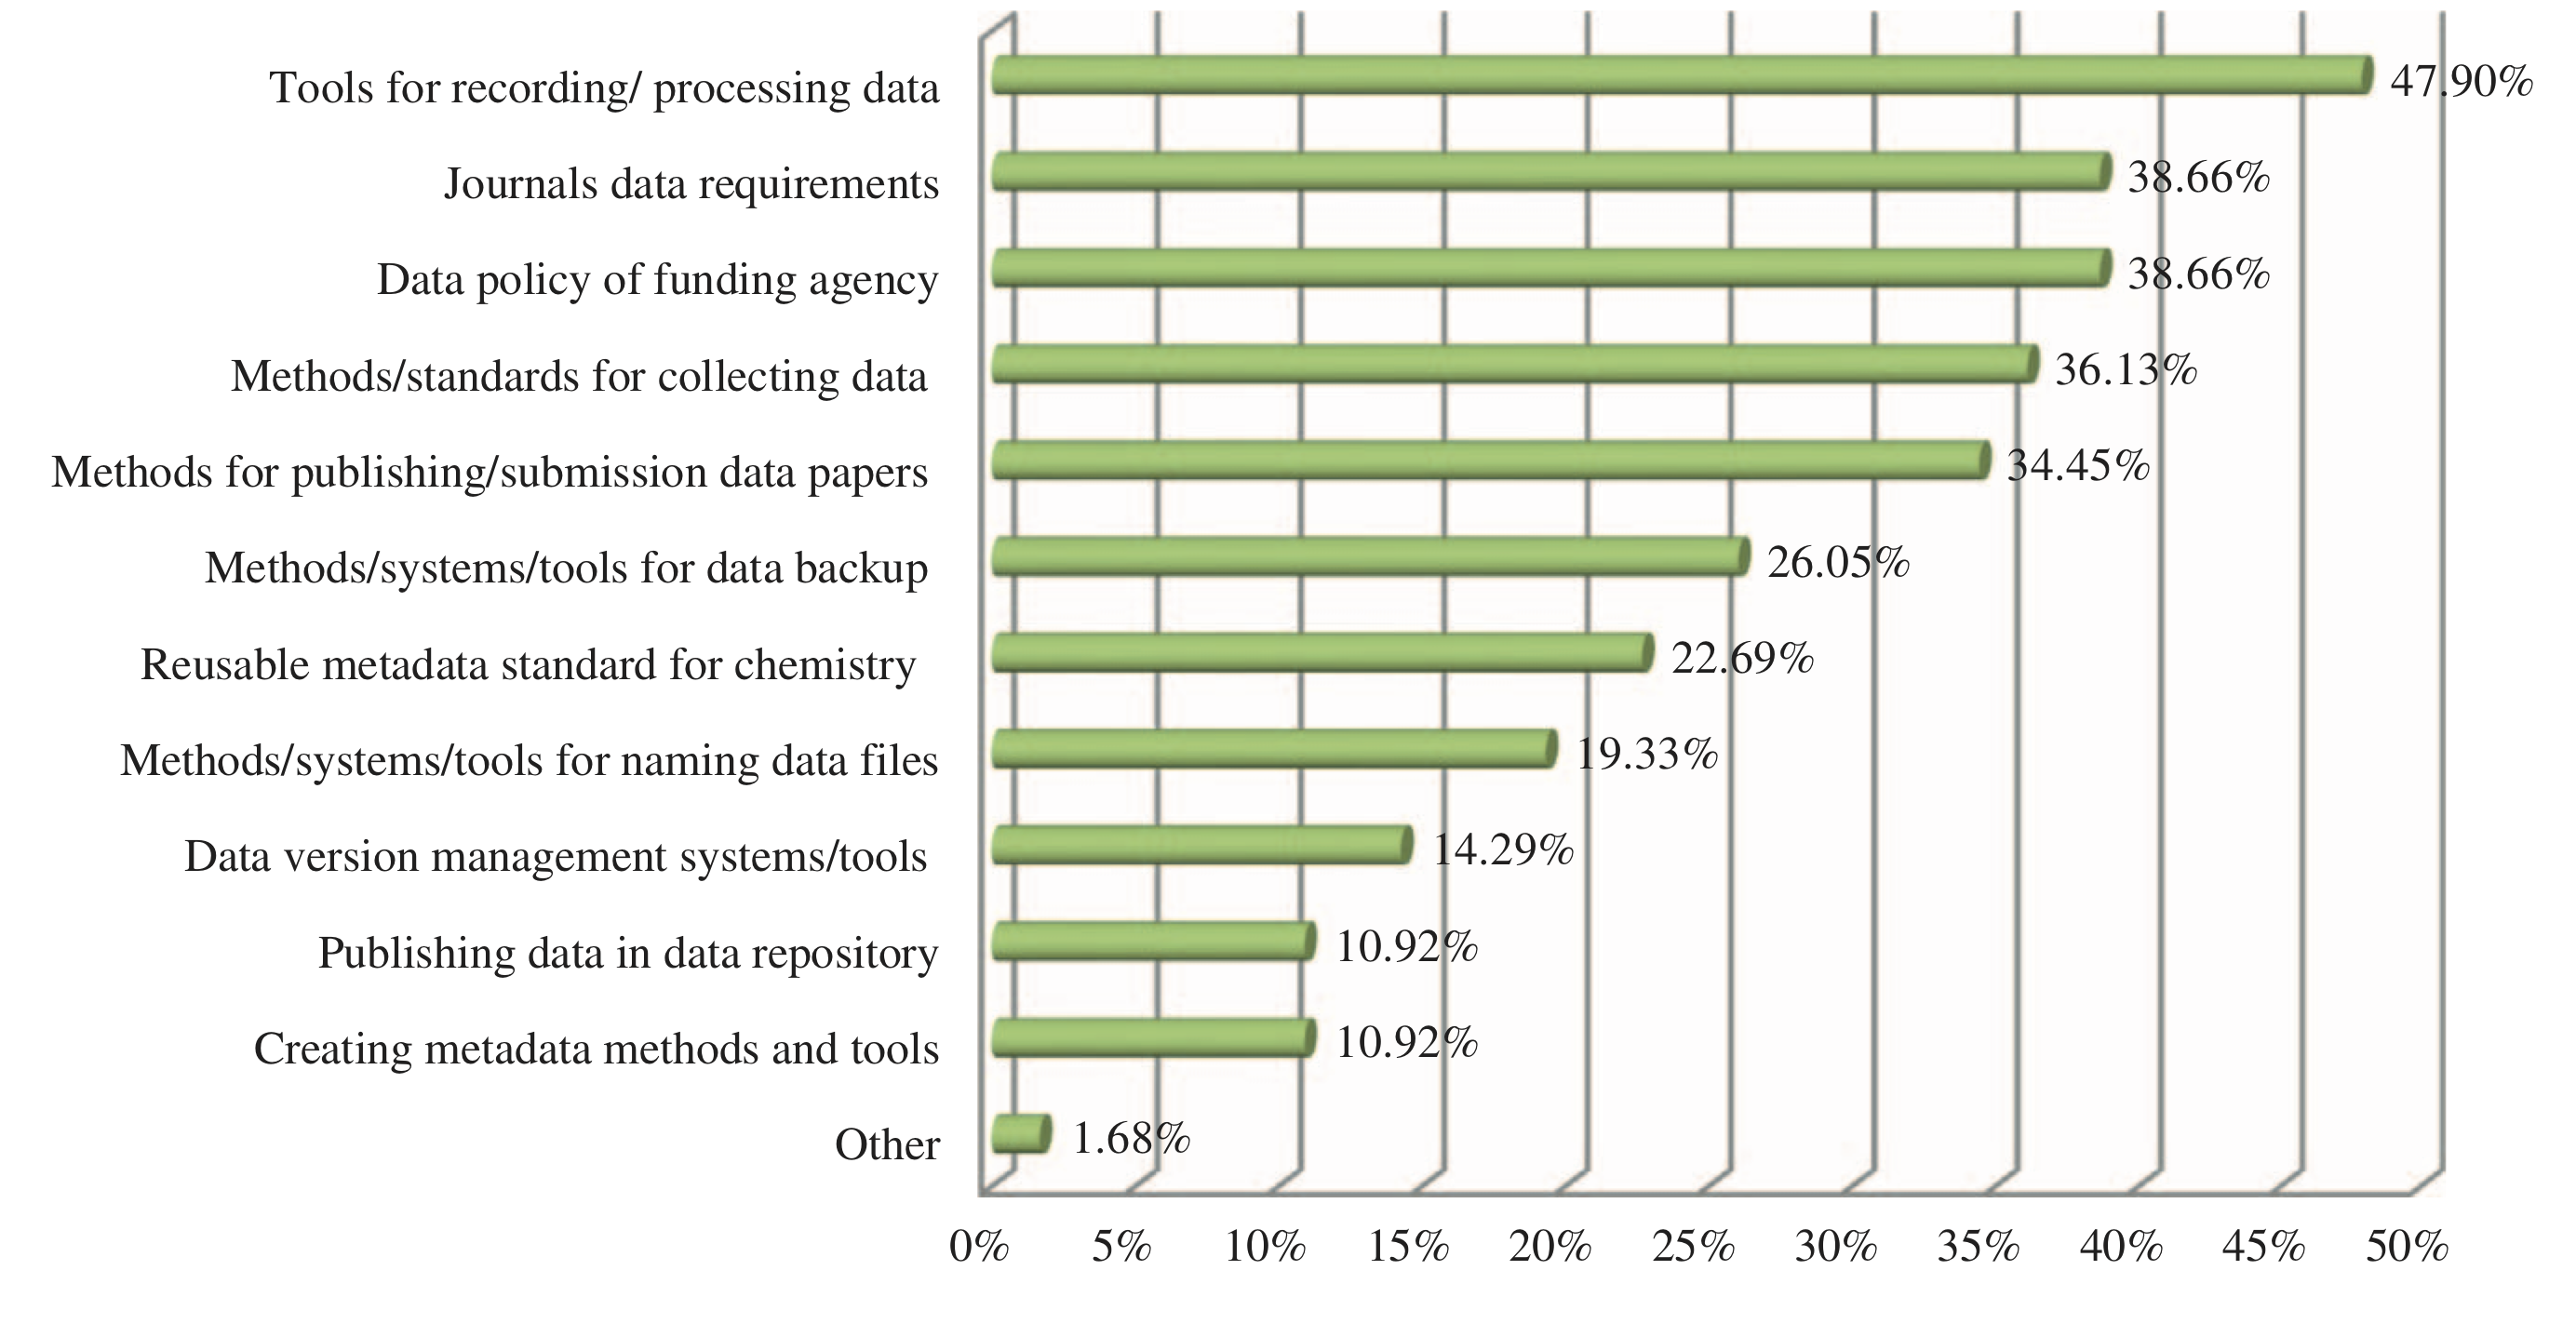 Tools for recording/ processing data 47.90%
Journals data requirements 38.66%
Data policy of funding agency 38.66%
Methods/standards for collecting data 36.13%
Methods for publishing/submission data papers 34.45%
Methods/systems/tools for data backup 26.05%
Reusable metadata standard for chemistry 22.69%
Methods/systems/tools for naming data files 19.33%
Data version management systems/tools 14.29%
Publishing data in data repository 10.92%
Creating metadata methods and tools 10.92%
Other 1.68%
0% 5% 10% 15% 20% 25% 30% 35% 40% 45% 50%